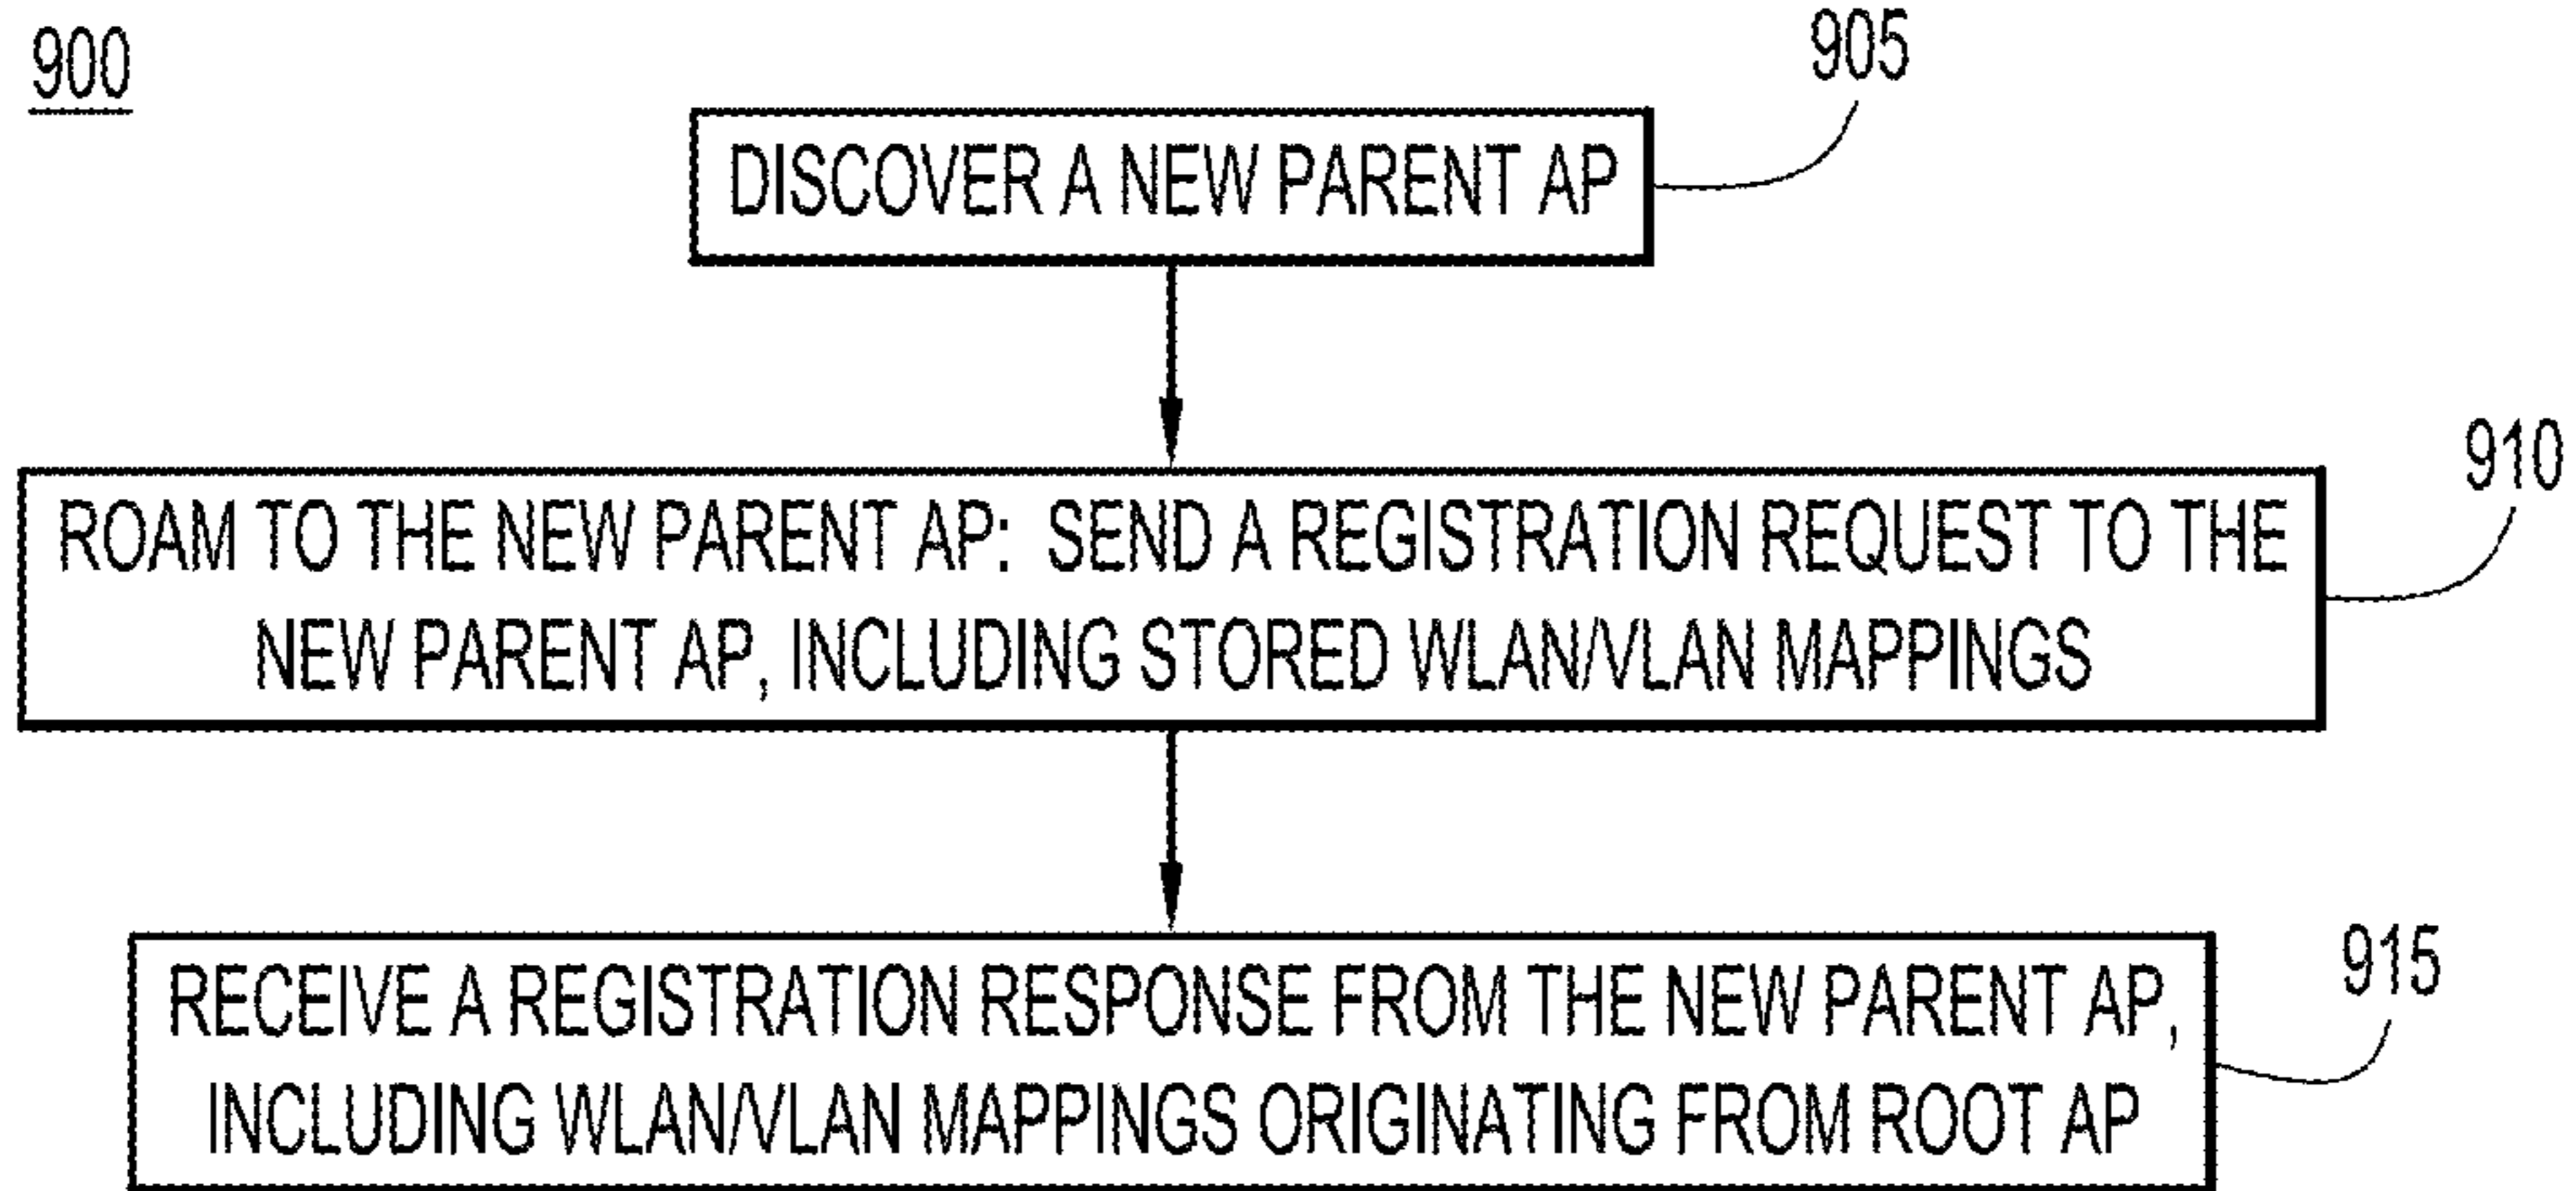 900
905
DISCOVER A NEW PARENT AP
910
ROAM TO THE NEW PARENT AP: SEND A REGISTRATION REQUEST TO THE
NEW PARENT AP, INCLUDING STORED WLAN/VLAN MAPPINGS
915
RECEIVE A REGISTRATION RESPONSE FROM THE NEW PARENT AP,
INCLUDING WLAN/VLAN MAPPINGS ORIGINATING FROM ROOT AP